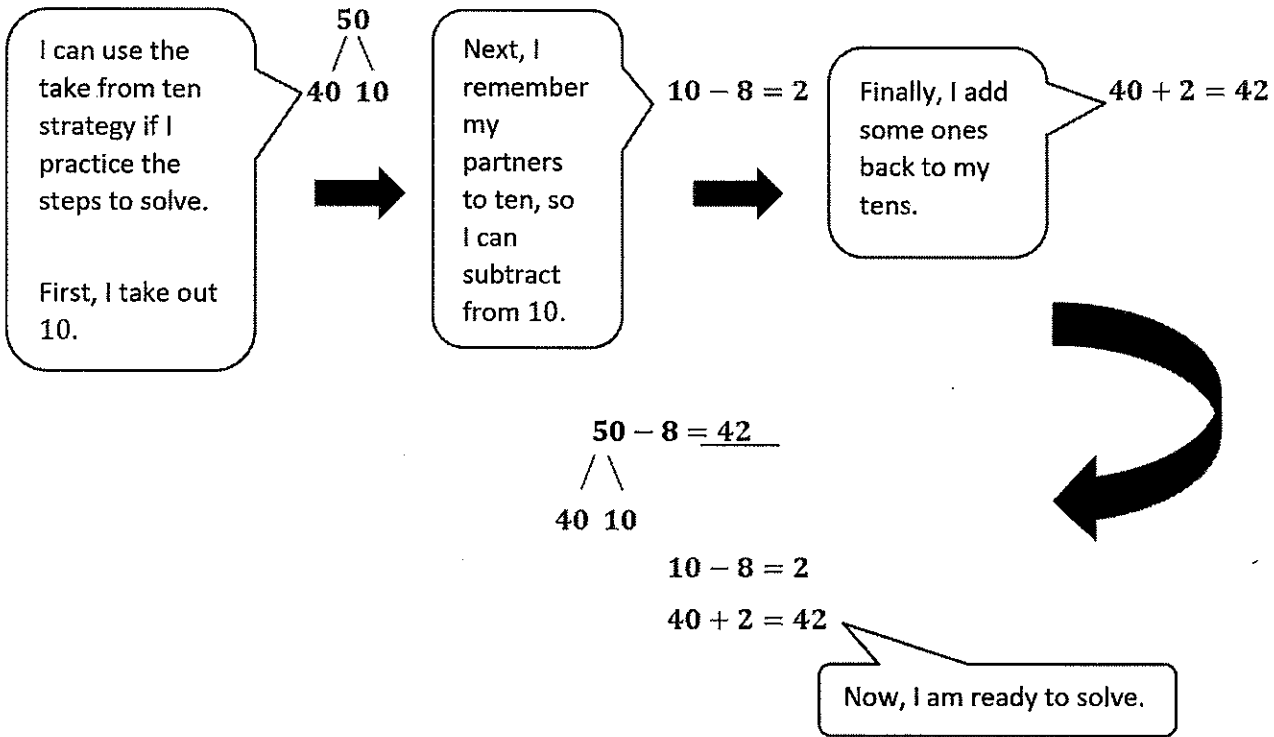 I can use the
take from ten
strategy if I
practice the
steps to solve.
First, I take out
10.
50
40 10
Next, I
remember
my
partners
to ten, so
I can
subtract
from 10.
10 − 8 = 2
Finally, I add
some ones
back to my
tens.
40 + 2 = 42
50 − 8 = 42
40 10
10 − 8 = 2
40 + 2 = 42
Now, I am ready to solve.